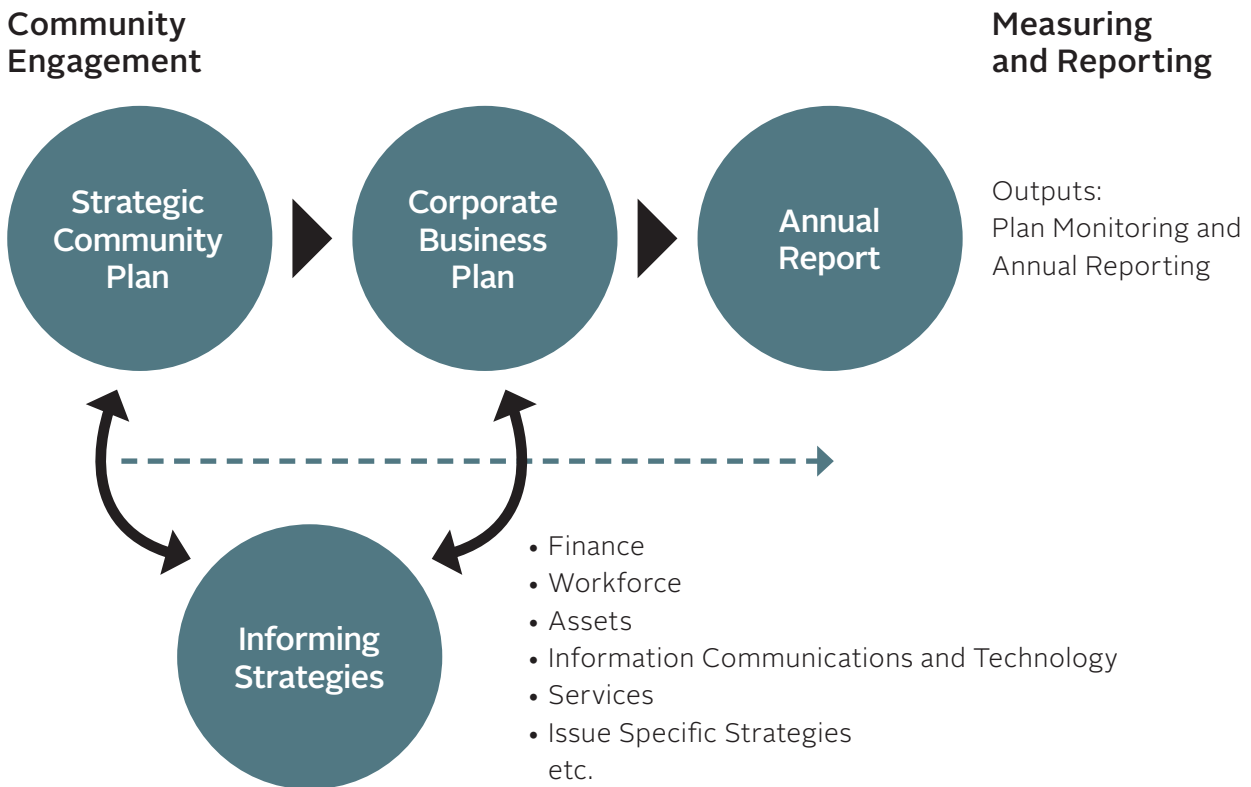 Community
Engagement
Measuring
and Reporting
Strategic
Community
Plan
Corporate
Business
Plan
Annual
Report
Outputs:
Plan Monitoring and
Annual Reporting
Informing
Strategies
• Finance
• Workforce
• Assets
• Information Communications and Technology
• Services
• Issue Specific Strategies
etc.